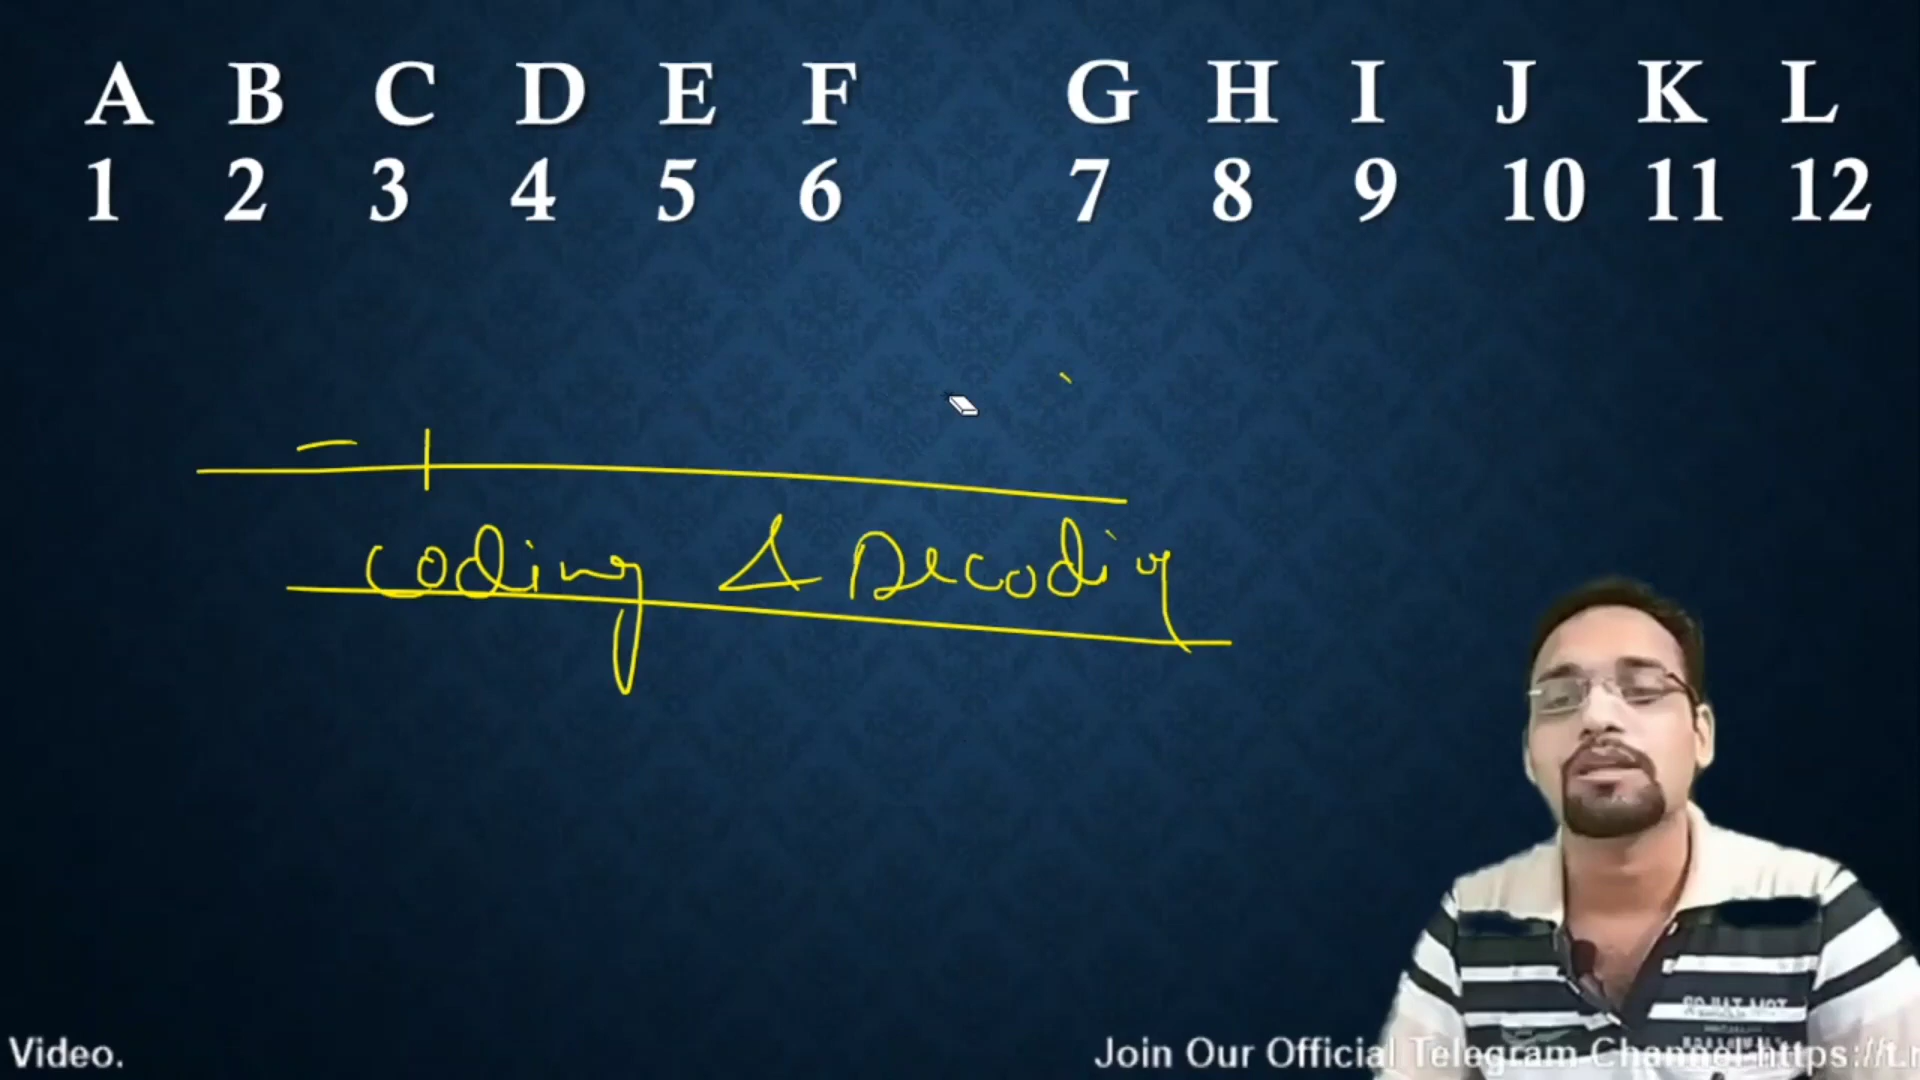 A B C D E F G H I J K L
1 2 3 4 5 6 7 8 9 10 11 12
Coding & Decoding
Video. Join Our Official Telegram Channel https://t.